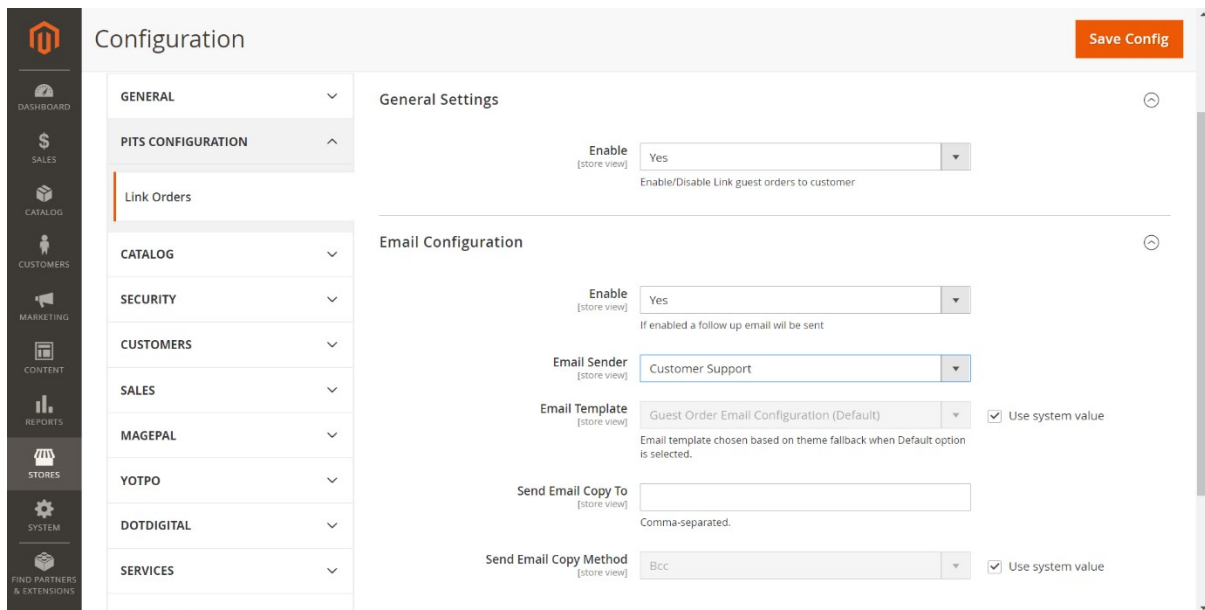 Configuration
Save Config
DASHBOARD
$
SALES
CATALOG
CUSTOMERS
MARKETING
CONTENT
REPORTS
STORES
SYSTEM
FIND PARTNERS
& EXTENSIONS
GENERAL
PITS CONFIGURATION
Link Orders
CATALOG
SECURITY
CUSTOMERS
SALES
MAGEPAL
YOTPO
DOTDIGITAL
SERVICES
General Settings
Enable
[store view]
Yes
Enable/Disable Link guest orders to customer
Email Configuration
Enable
[store view]
Yes
If enabled a follow up email wil be sent
Email Sender
[store view]
Customer Support
Email Template
[store view]
Guest Order Email Configuration (Default)
Use system value
Email template chosen based on theme fallback when Default option
is selected.
Send Email Copy To
[store view]
Comma-separated.
Send Email Copy Method
[store view]
Bcc
Use system value